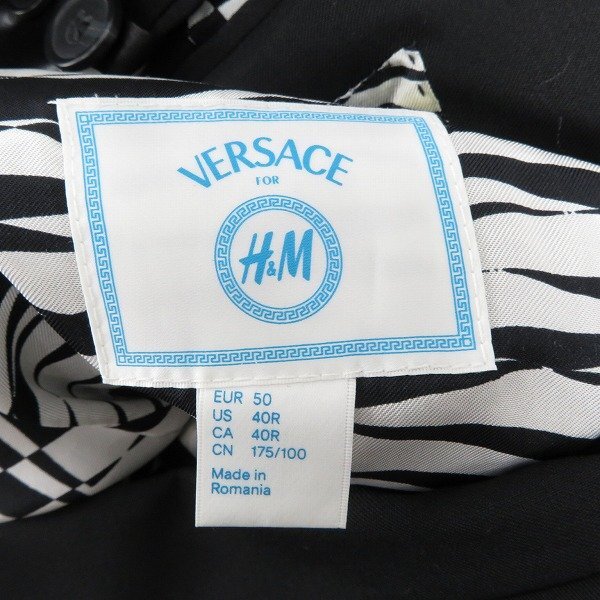 VERSACE
FOR
H&M
EUR 50
US 40R
CA 40R
CN 175/100
Made in
Romania